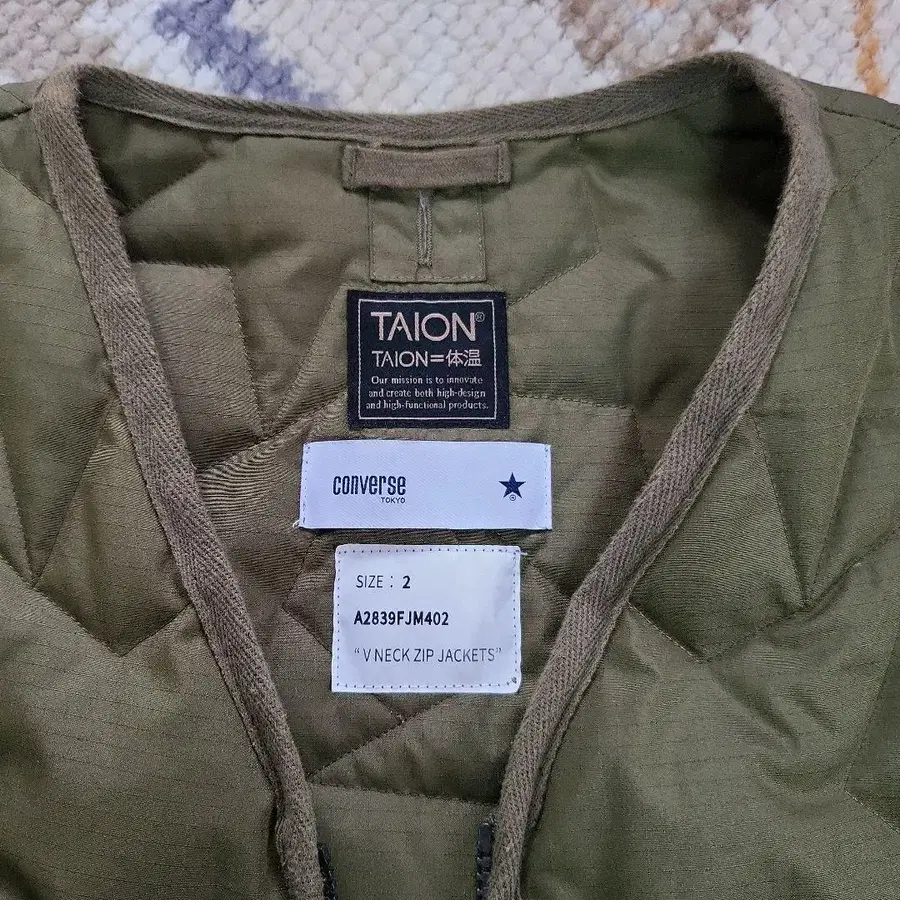 TAION®
TAION=体温
Our mission is to innovate
and create both high-design
and high-functional products.
converse
TOKYO
®
SIZE : 2
A2839FJM402
“V NECK ZIP JACKETS”